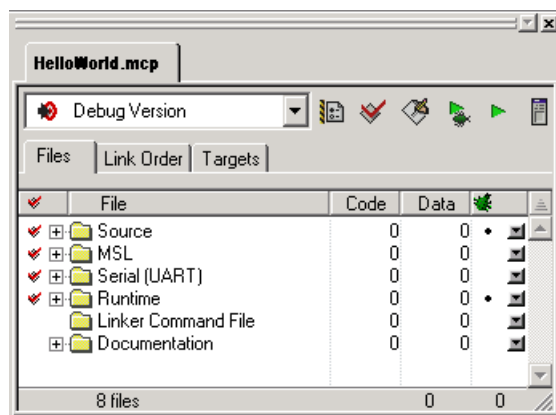 HelloWorld.mcp
Debug Version
Files Link Order Targets
File Code Data
Source 0 0
MSL 0 0
Serial (UART) 0 0
Runtime 0 0
Linker Command File 0 0
Documentation 0 0
8 files 0 0